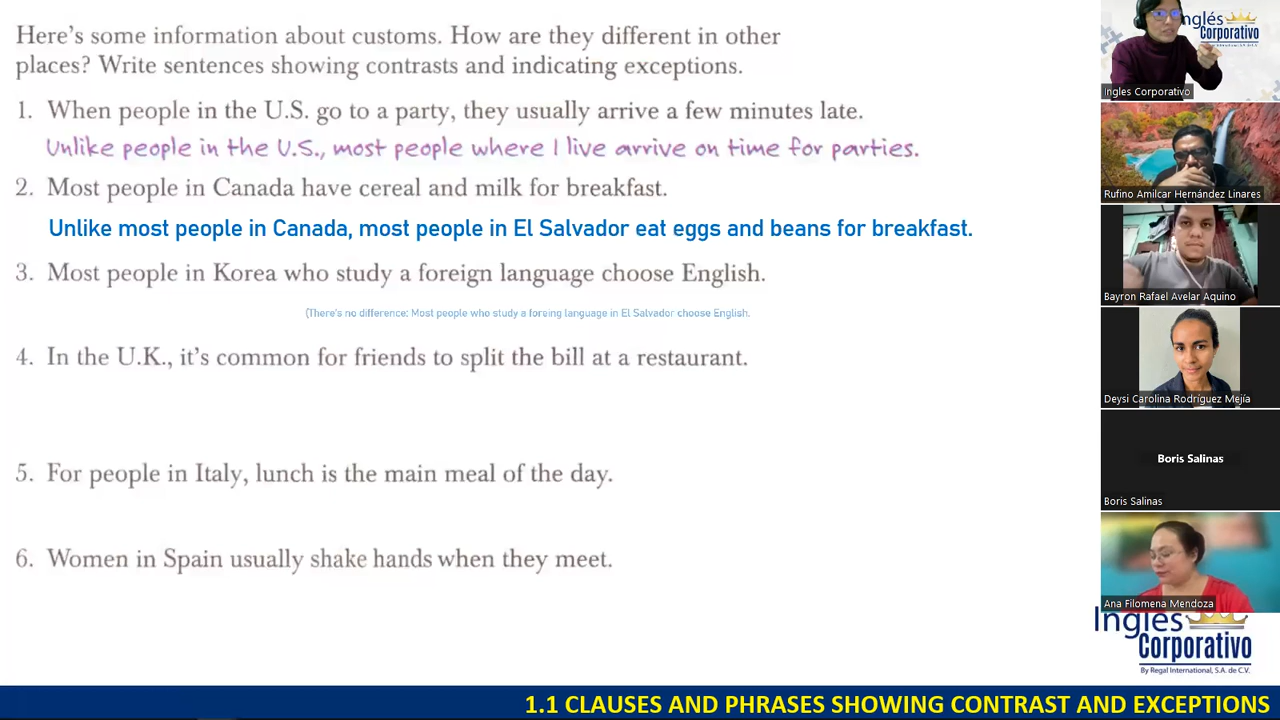 Here's some information about customs. How are they different in other
places? Write sentences showing contrasts and indicating exceptions.
1. When people in the U.S. go to a party, they usually arrive a few minutes late.
Unlike people in the U.S., most people where I live arrive on time for parties.
2. Most people in Canada have cereal and milk for breakfast.
Unlike most people in Canada, most people in El Salvador eat eggs and beans for breakfast.
3. Most people in Korea who study a foreign language choose English.
(There's no difference: Most people who study a foreing language in El Salvador choose English.
4. In the U.K., it's common for friends to split the bill at a restaurant.
5. For people in Italy, lunch is the main meal of the day.
6. Women in Spain usually shake hands when they meet.
Inglés
Corporativo
Ingles Corporativo
Rufino Amilcar Hernández Linares
Bayron Rafael Avelar Aquino
Deysi Carolina Rodríguez Mejía
Boris Salinas
Boris Salinas
Ana Filomena Mendoza
Inglés
Corporativo
By Regal International, S.A. de C.V.
1.1 CLAUSES AND PHRASES SHOWING CONTRAST AND EXCEPTIONS